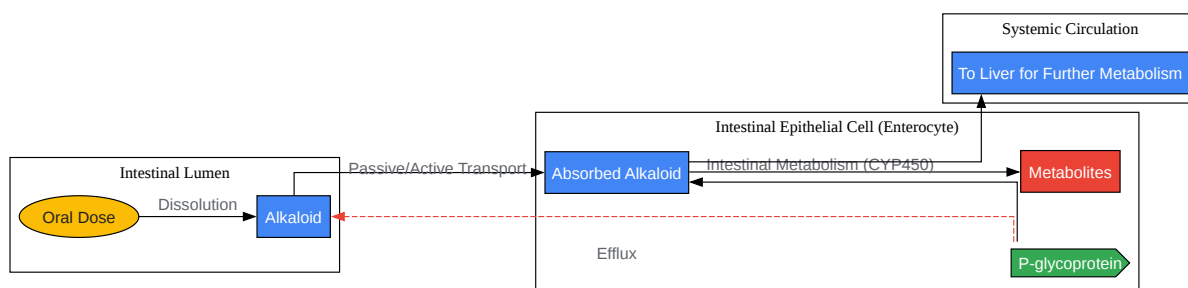 Systemic Circulation
To Liver for Further Metabolism
Intestinal Epithelial Cell (Enterocyte)
Intestinal Lumen
Passive/Active Transport
Absorbed Alkaloid
Intestinal Metabolism (CYP450)
Metabolites
Oral Dose
Dissolution
Alkaloid
Efflux
P-glycoprotein